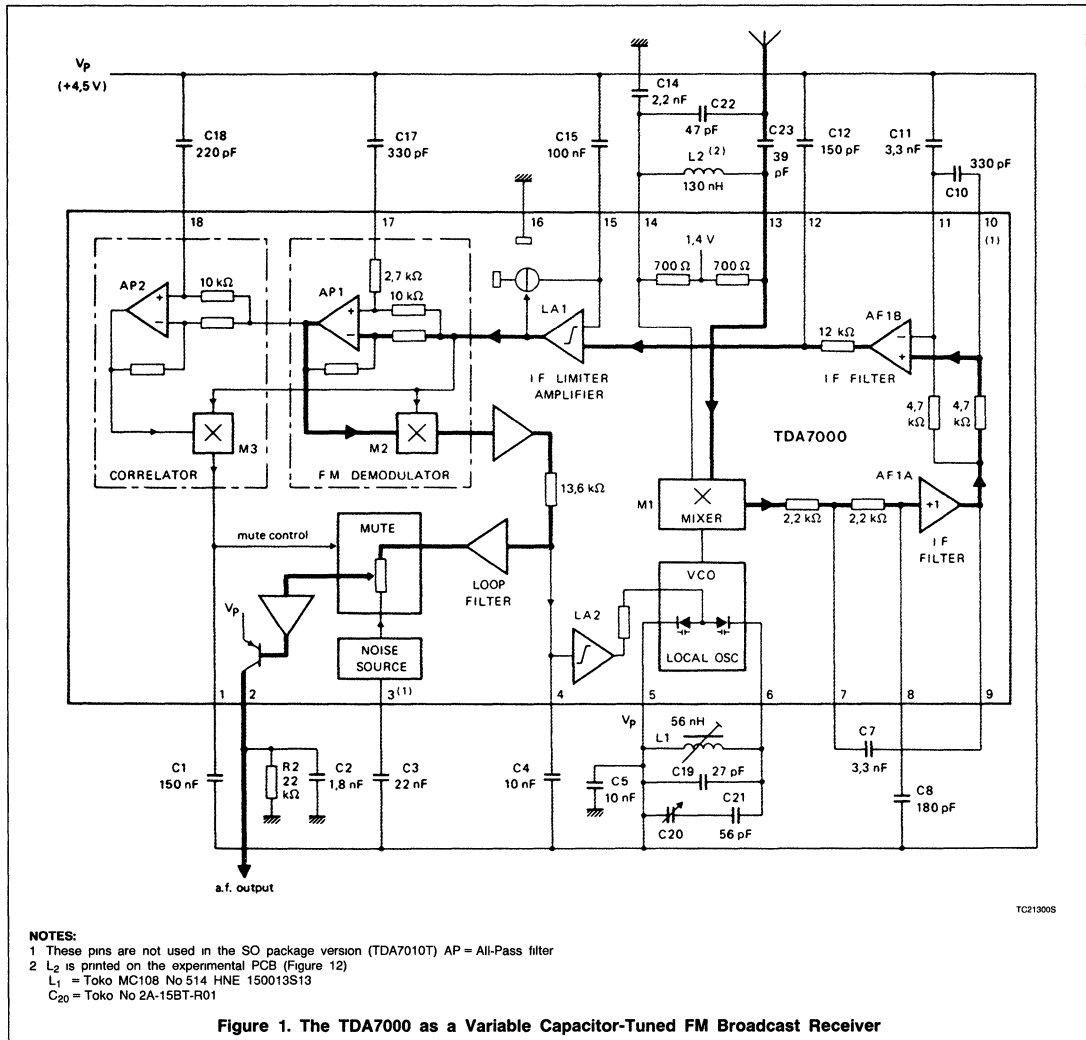 VP
(+4,5 V)
C18
220 pF
C17
330 pF
C15
100 nF
C14
2,2 nF
C22
47 pF
L2 (2)
130 nH
C23
39
pF
C12
150 pF
C11
3,3 nF
330 pF
C10
18
17
16
15
14
13
12
11
10
(1)
1,4 V
700 Ω
700 Ω
AP2
10 kΩ
+
−
2,7 kΩ
AP1
10 kΩ
+
−
LA1
IF LIMITER
AMPLIFIER
12 kΩ
AF1B
−
+
IF FILTER
4,7
kΩ
4,7
kΩ
TDA7000
M3
CORRELATOR
M2
FM DEMODULATOR
13,6 kΩ
M1
MIXER
2,2 kΩ
2,2 kΩ
AF1A
+1
IF
FILTER
mute control
MUTE
LOOP
FILTER
VCO
LA2
LOCAL OSC
VP
NOISE
SOURCE
1
2
3 (1)
4
5
6
7
8
9
VP
56 nH
L1
C19
27 pF
C20
C21
56 pF
C7
3,3 nF
C8
180 pF
C1
150 nF
R2
22
kΩ
C2
1,8 nF
C3
22 nF
C4
10 nF
C5
10 nF
a.f. output
TC21300S
NOTES:
1 These pins are not used in the SO package version (TDA7010T) AP = All-Pass filter
2 L2 is printed on the experimental PCB (Figure 12)
L1 = Toko MC108 No 514 HNE 150013S13
C20 = Toko No 2A-15BT-R01
Figure 1. The TDA7000 as a Variable Capacitor-Tuned FM Broadcast Receiver